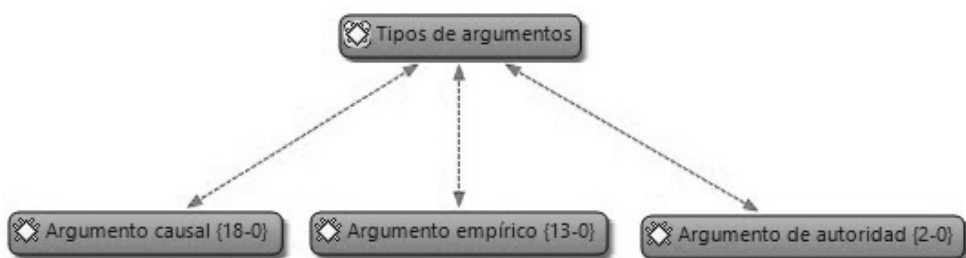 Tipos de argumentos
Argumento causal {18-0}
Argumento empírico {13-0}
Argumento de autoridad {2-0}